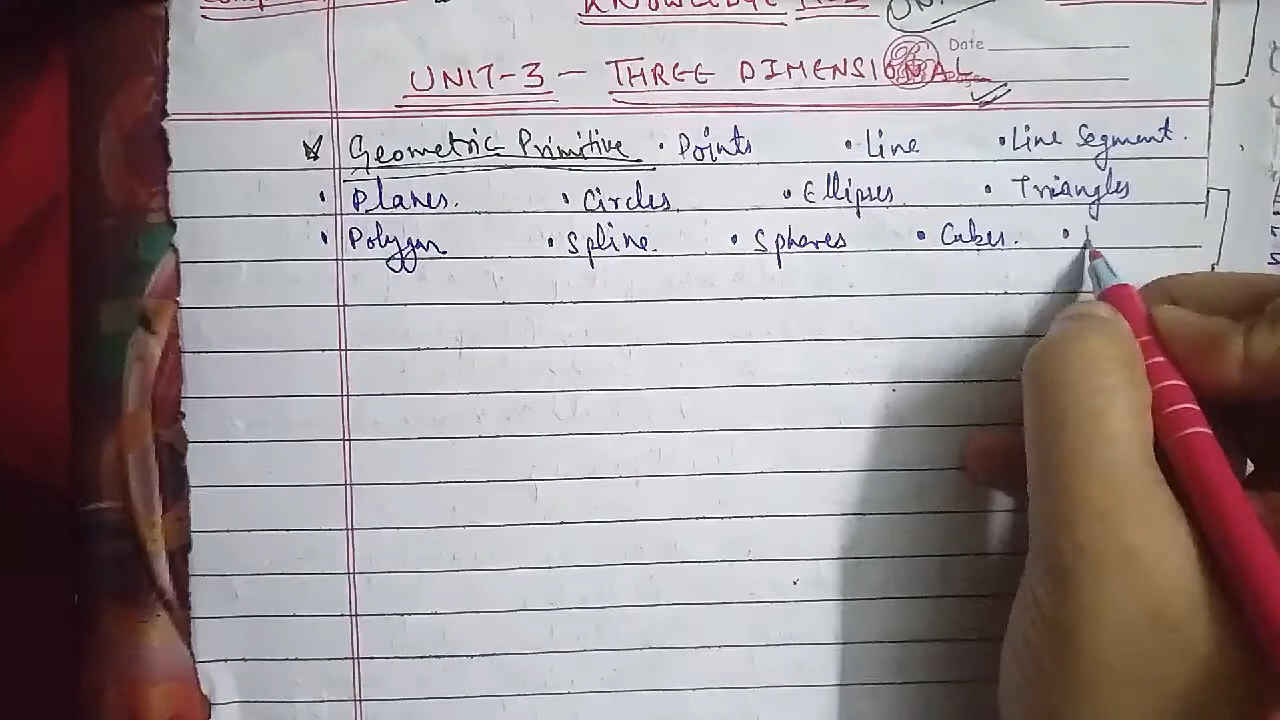 KNOWLEDGE
Date
UNIT-3 - THREE DIMENSIONAL
Geometric Primitive • Points • Line • Line Segment.
• Planes. • Circles • Ellipses • Triangles
• Polygon • Spline. • Spheres • Cubes. •